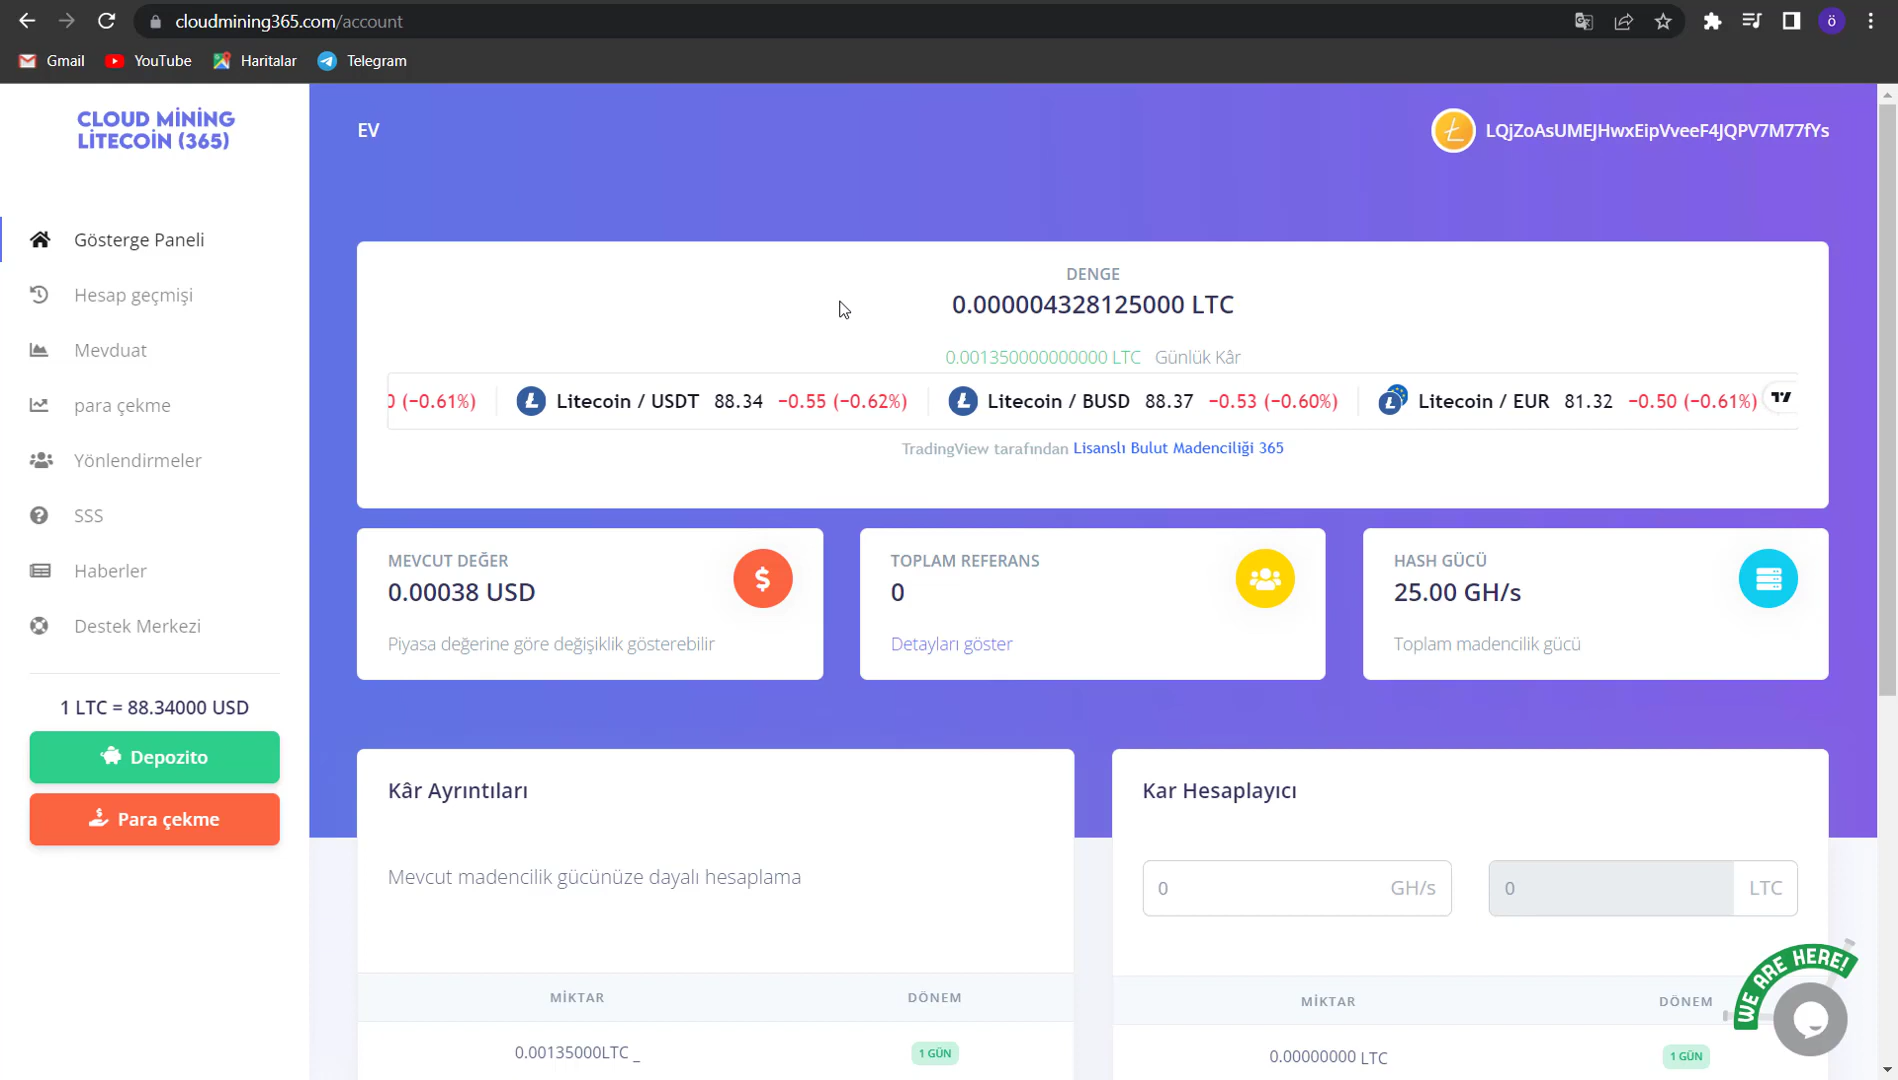 cloudmining365.com/account
ö
Gmail
YouTube
Haritalar
Telegram
CLOUD MİNİNG
LİTECOİN (365)
EV
LQjZoAsUMEJHwxEipVveeF4JQPV7M77fYs
Gösterge Paneli
Hesap geçmişi
Mevduat
para çekme
Yönlendirmeler
SSS
Haberler
Destek Merkezi
1 LTC = 88.34000 USD
Depozito
Para çekme
DENGE
0.000004328125000 LTC
0.001350000000000 LTC Günlük Kâr
0 (−0.61%) Litecoin / USDT 88.34 −0.55 (−0.62%) Litecoin / BUSD 88.37 −0.53 (−0.60%) Litecoin / EUR 81.32 −0.50 (−0.61%)
TradingView tarafından Lisanslı Bulut Madenciliği 365
MEVCUT DEĞER
0.00038 USD
Piyasa değerine göre değişiklik gösterebilir
TOPLAM REFERANS
0
Detayları göster
HASH GÜCÜ
25.00 GH/s
Toplam madencilik gücü
Kâr Ayrıntıları
Mevcut madencilik gücünüze dayalı hesaplama
MİKTAR DÖNEM
0.00135000LTC _ 1 GÜN
Kar Hesaplayıcı
0 GH/s 0 LTC
MİKTAR DÖNEM
0.00000000 LTC 1 GÜN
WE ARE HERE!